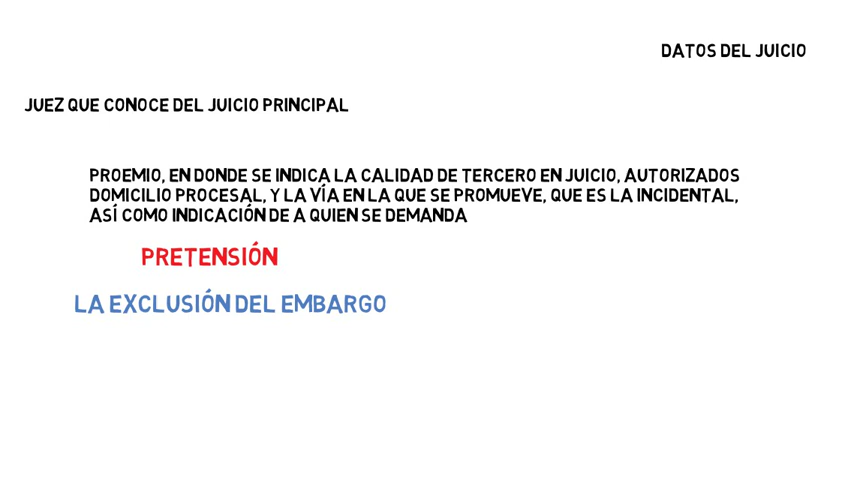 DATOS DEL JUICIO
JUEZ QUE CONOCE DEL JUICIO PRINCIPAL
PROEMIO, EN DONDE SE INDICA LA CALIDAD DE TERCERO EN JUICIO, AUTORIZADOS
DOMICILIO PROCESAL, Y LA VÍA EN LA QUE SE PROMUEVE, QUE ES LA INCIDENTAL,
ASÍ COMO INDICACIÓN DE A QUIEN SE DEMANDA
PRETENSIÓN
LA EXCLUSIÓN DEL EMBARGO